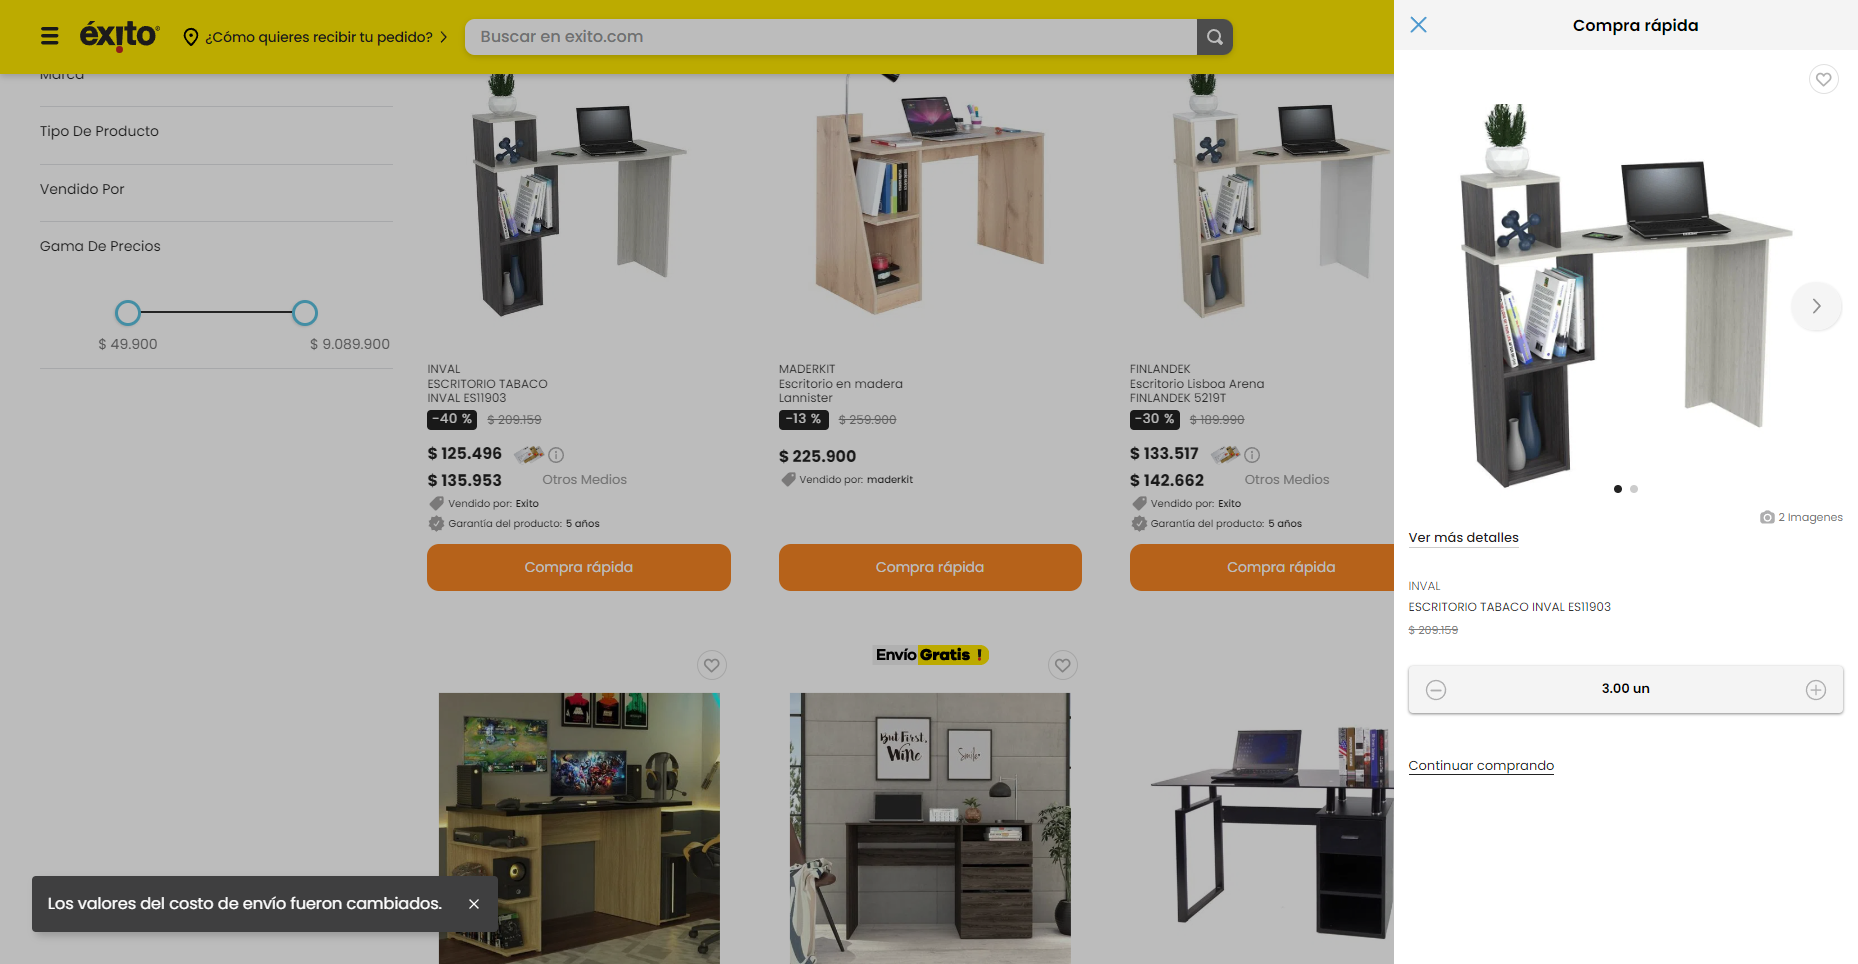 éxito
¿Cómo quieres recibir tu pedido?
Buscar en exito.com
Marca
Tipo De Producto
Vendido Por
Gama De Precios
$ 49.900
$ 9.089.900
INVAL
ESCRITORIO TABACO
INVAL ES11903
-40 %
$ 209.159
$ 125.496
$ 135.953
Otros Medios
Vendido por: Exito
Garantía del producto: 5 años
Compra rápida
MADERKIT
Escritorio en madera
Lannister
-13 %
$ 259.900
$ 225.900
Vendido por: maderkit
Compra rápida
FINLANDEK
Escritorio Lisboa Arena
FINLANDEK 5219T
-30 %
$ 189.990
$ 133.517
$ 142.662
Otros Medios
Vendido por: Exito
Garantía del producto: 5 años
Compra rápida
Envío Gratis !
But First,
Wine
Smile
Los valores del costo de envío fueron cambiados.
Compra rápida
2 Imagenes
Ver más detalles
INVAL
ESCRITORIO TABACO INVAL ES11903
$ 209.159
3.00 un
Continuar comprando